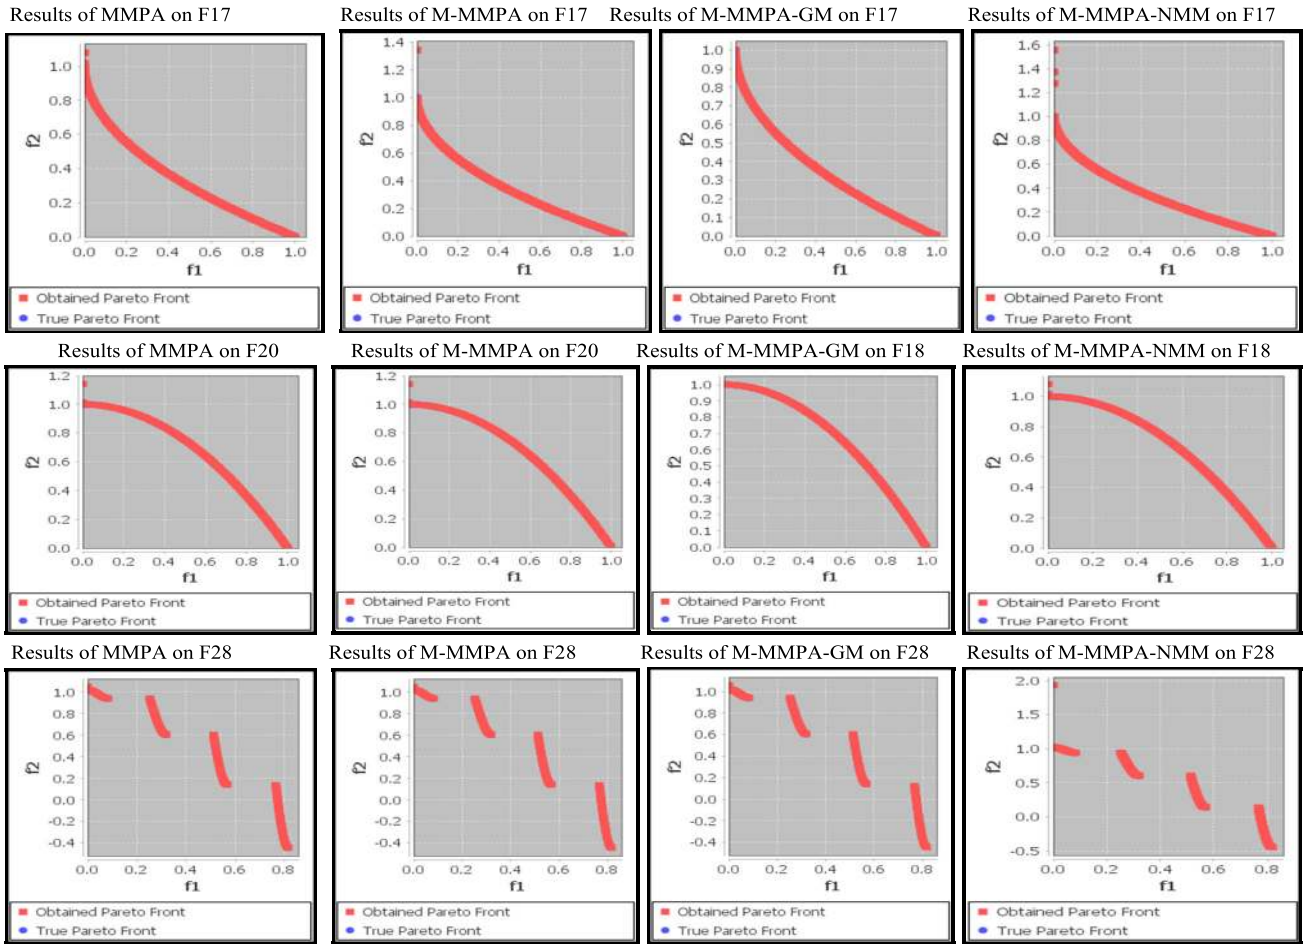 Results of MMPA on F17
1.0
0.8
0.6
0.4
0.2
0.0
f2
0.0 0.2 0.4 0.6 0.8 1.0
f1
Obtained Pareto Front
True Pareto Front
Results of M-MMPA on F17
1.4
1.2
1.0
0.8
0.6
0.4
0.2
0.0
f2
0.0 0.2 0.4 0.6 0.8 1.0
f1
Obtained Pareto Front
True Pareto Front
Results of M-MMPA-GM on F17
1.0
0.9
0.8
0.7
0.6
0.5
0.4
0.3
0.2
0.1
0.0
f2
0.0 0.2 0.4 0.6 0.8 1.0
f1
Obtained Pareto Front
True Pareto Front
Results of M-MMPA-NMM on F17
1.6
1.4
1.2
1.0
0.8
0.6
0.4
0.2
0.0
f2
0.0 0.2 0.4 0.6 0.8 1.0
f1
Obtained Pareto Front
True Pareto Front
Results of MMPA on F20
1.2
1.0
0.8
0.6
0.4
0.2
0.0
f2
0.0 0.2 0.4 0.6 0.8 1.0
f1
Obtained Pareto Front
True Pareto Front
Results of M-MMPA on F20
1.2
1.0
0.8
0.6
0.4
0.2
0.0
f2
0.0 0.2 0.4 0.6 0.8 1.0
f1
Obtained Pareto Front
True Pareto Front
Results of M-MMPA-GM on F18
1.0
0.9
0.8
0.7
0.6
0.5
0.4
0.3
0.2
0.1
0.0
f2
0.0 0.2 0.4 0.6 0.8 1.0
f1
Obtained Pareto Front
True Pareto Front
Results of M-MMPA-NMM on F18
1.0
0.8
0.6
0.4
0.2
0.0
f2
0.0 0.2 0.4 0.6 0.8 1.0
f1
Obtained Pareto Front
True Pareto Front
Results of MMPA on F28
1.0
0.8
0.6
0.4
0.2
0.0
-0.2
-0.4
f2
0.0 0.2 0.4 0.6 0.8
f1
Obtained Pareto Front
True Pareto Front
Results of M-MMPA on F28
1.0
0.8
0.6
0.4
0.2
0.0
-0.2
-0.4
f2
0.0 0.2 0.4 0.6 0.8
f1
Obtained Pareto Front
True Pareto Front
Results of M-MMPA-GM on F28
1.0
0.8
0.6
0.4
0.2
0.0
-0.2
-0.4
f2
0.0 0.2 0.4 0.6 0.8
f1
Obtained Pareto Front
True Pareto Front
Results of M-MMPA-NMM on F28
2.0
1.5
1.0
0.5
0.0
-0.5
f2
0.0 0.2 0.4 0.6 0.8
f1
Obtained Pareto Front
True Pareto Front